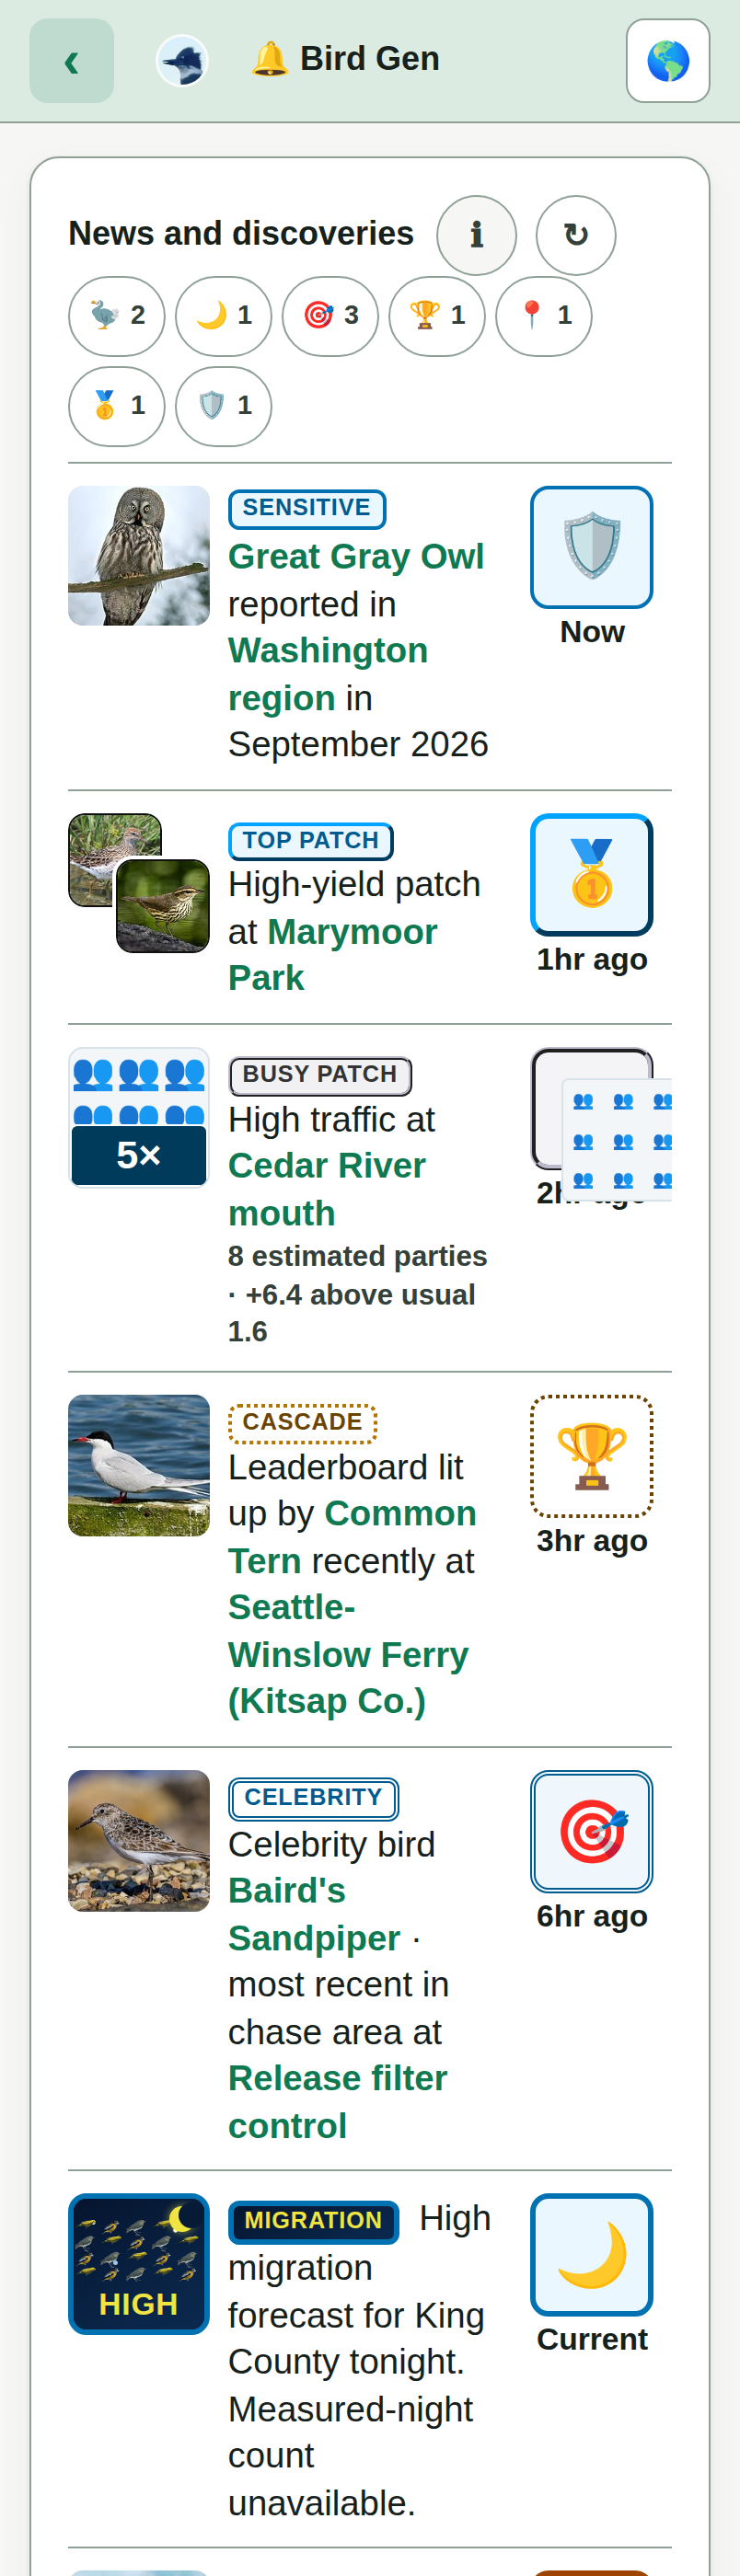 ‹ 🔔 Bird Gen
News and discoveries ℹ ↻
🦤 2 🌙 1 🎯 3 🏆 1 📍 1
🥇 1 🛡️ 1
SENSITIVE
Great Gray Owl
reported in
Washington
region in
September 2026
Now
TOP PATCH
High-yield patch
at Marymoor
Park
1hr ago
5×
BUSY PATCH
High traffic at
Cedar River
mouth
8 estimated parties
· +6.4 above usual
1.6
CASCADE
Leaderboard lit
up by Common
Tern recently at
Seattle-
Winslow Ferry
(Kitsap Co.)
3hr ago
CELEBRITY
Celebrity bird
Baird's
Sandpiper ·
most recent in
chase area at
Release filter
control
6hr ago
HIGH
MIGRATION High
migration
forecast for King
County tonight.
Measured-night
count
unavailable.
Current